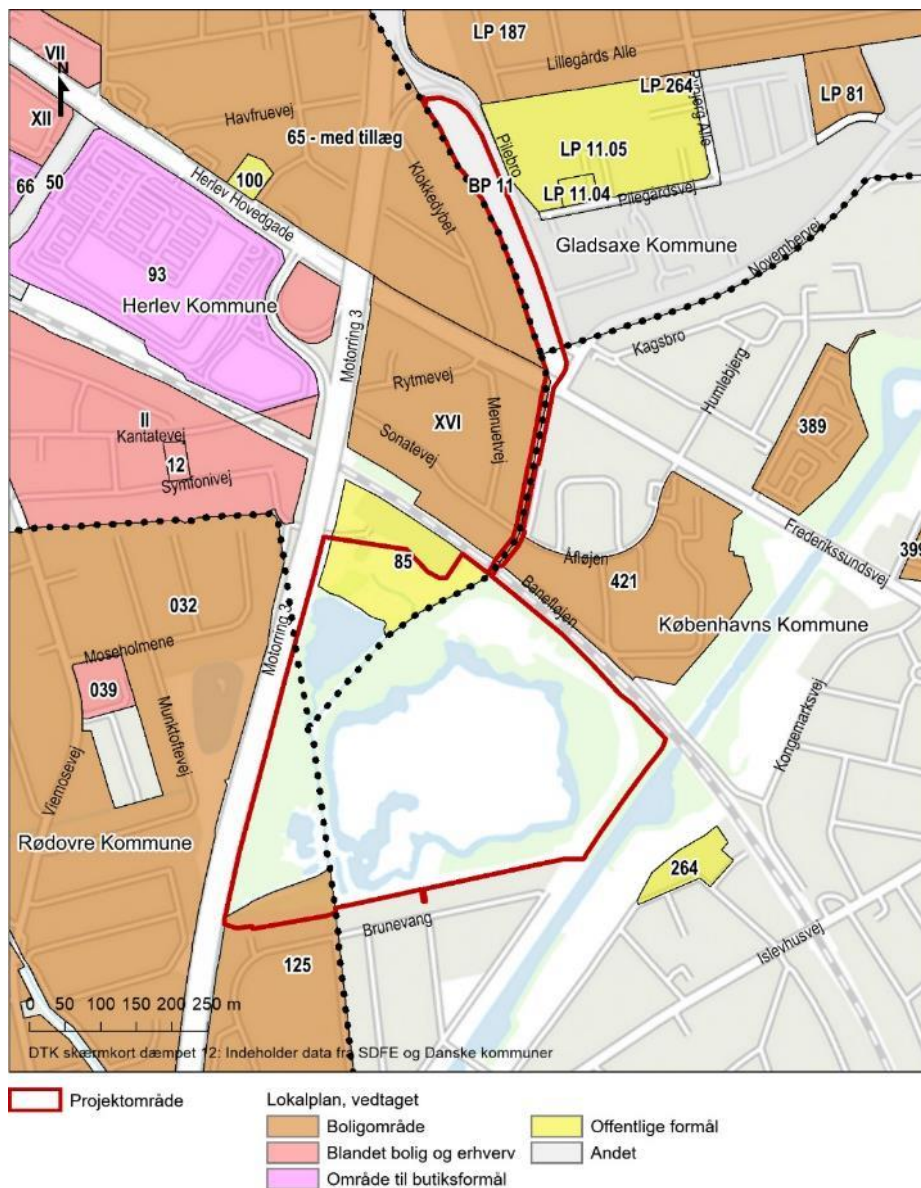 LP 187
VII
N
Lillegårds Alle
LP 264
LP 81
XII
Havfruevej
65 - med tillæg
Pilebro
LP 11.05
100
66
50
Klokkedybet
BP 11
LP 11.04
Pilegårdsvej
Herlev Hovedgade
Gladsaxe Kommune
Novembervej
93
Herlev Kommune
Motorring 3
Kagsbro
Rytmevej
Humlebjerg
XVI
Menuetvej
II
Kantatevej
Sonatevej
389
12
Symfonivej
Frederikssundsvej
399
85
Åfløjen
421
032
Banefløjen
Københavns Kommune
Moseholmene
Motorring 3
039
Munktoftevej
Kongemarksvej
Viemosevej
Rødovre Kommune
264
Brunevang
Islevhusvej
125
0 50 100 150 200 250 m
DTK skærmkort dæmpet 12: Indeholder data fra SDFE og Danske kommuner
Projektområde
Lokalplan, vedtaget
Boligområde
Offentlige formål
Blandet bolig og erhverv
Andet
Område til butiksformål